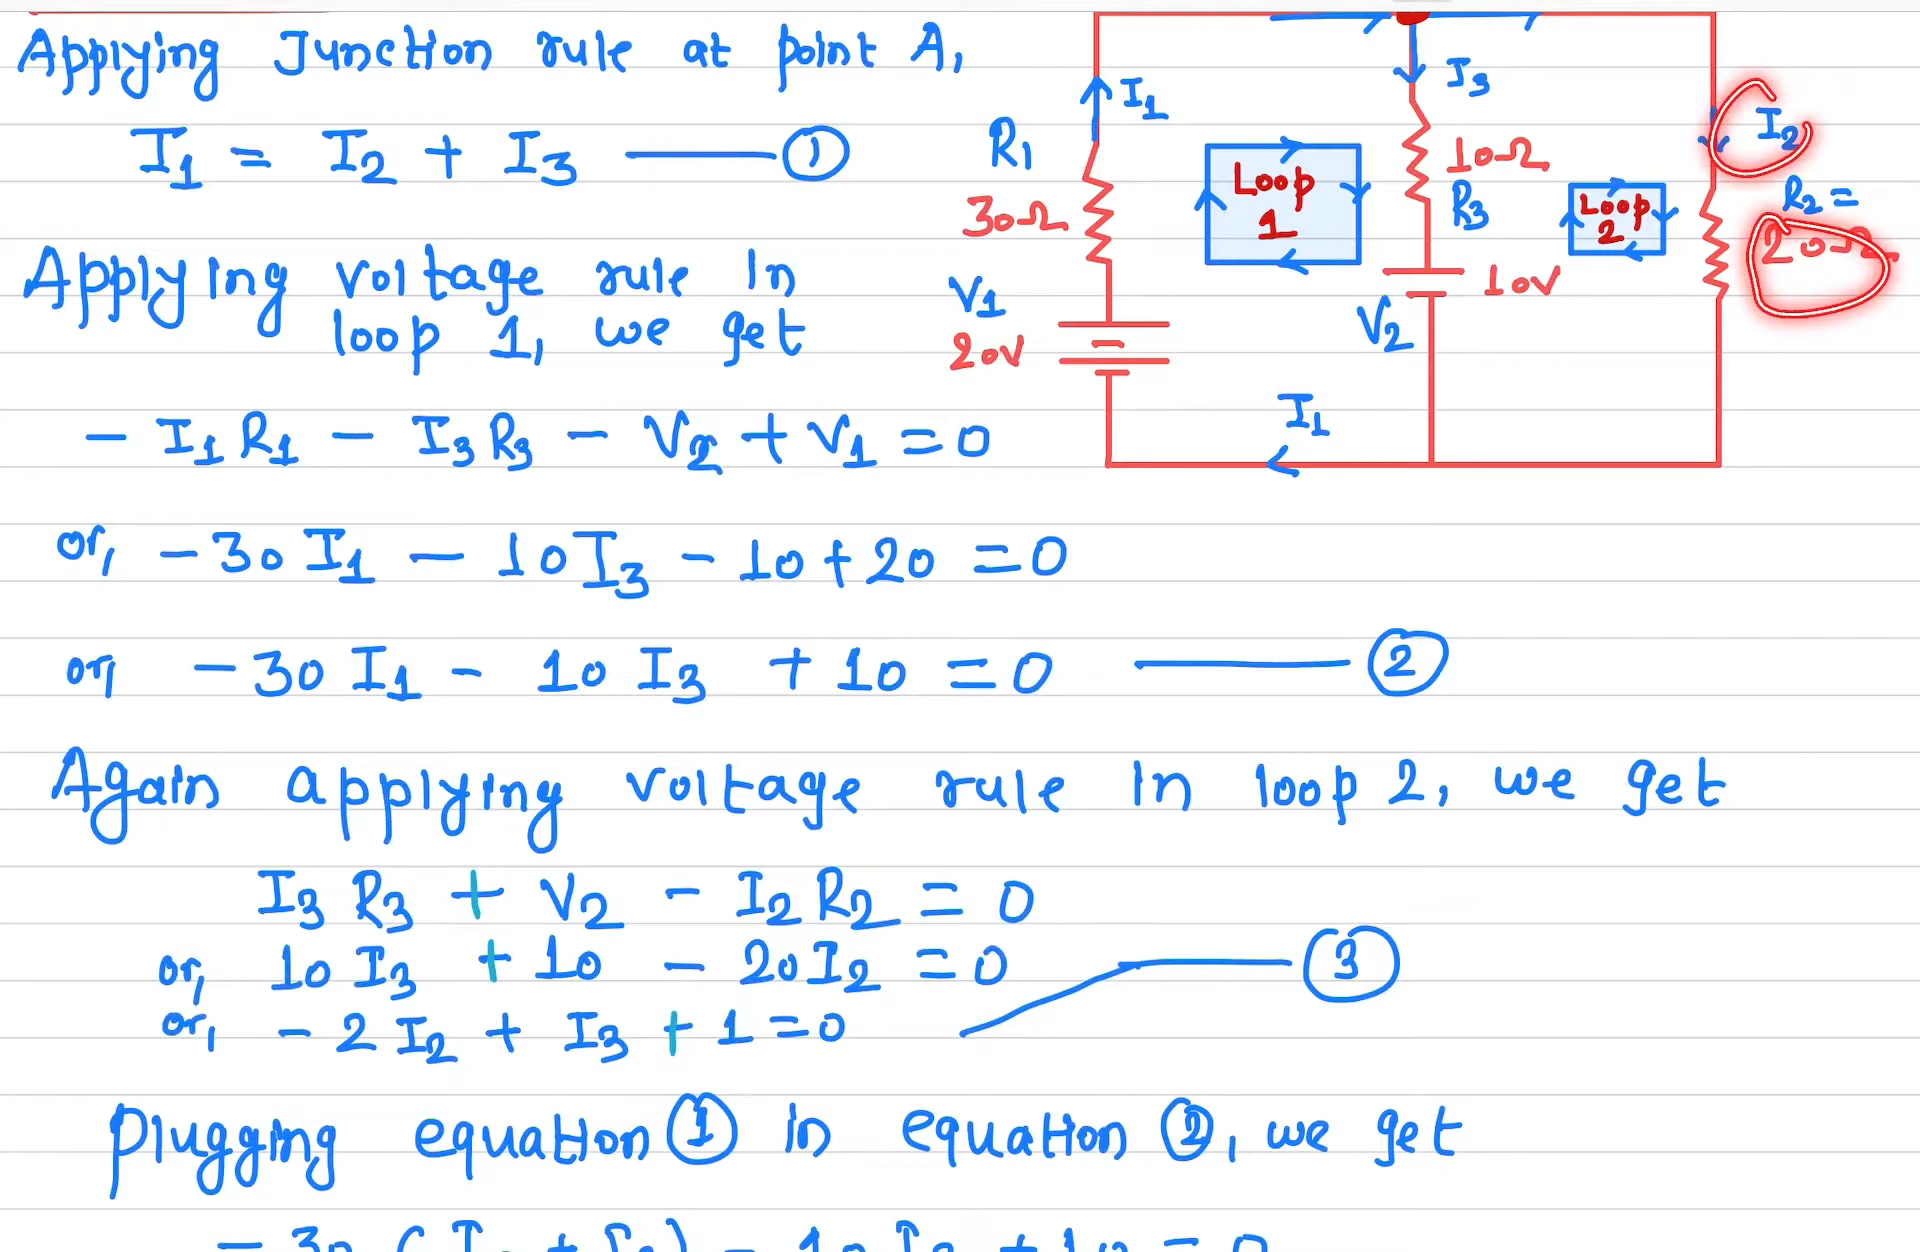 Applying Junction rule at point A,
I1 = I2 + I3 —— ①
Applying voltage rule in
loop 1, we get
- I1 R1 - I3 R3 - V2 + V1 = 0
or, - 30 I1 - 10 I3 - 10 + 20 = 0
or, - 30 I1 - 10 I3 + 10 = 0 —— ②
Again applying voltage rule in loop 2, we get
I3 R3 + V2 - I2 R2 = 0
or, 10 I3 + 10 - 20 I2 = 0 —— ③
or, - 2 I2 + I3 + 1 = 0
Plugging equation ① in equation ②, we get
I1
R1
30Ω
V1
20V
Loop
1
I3
10Ω
R3
10V
V2
Loop
2
I2
R2 =
20Ω
I1